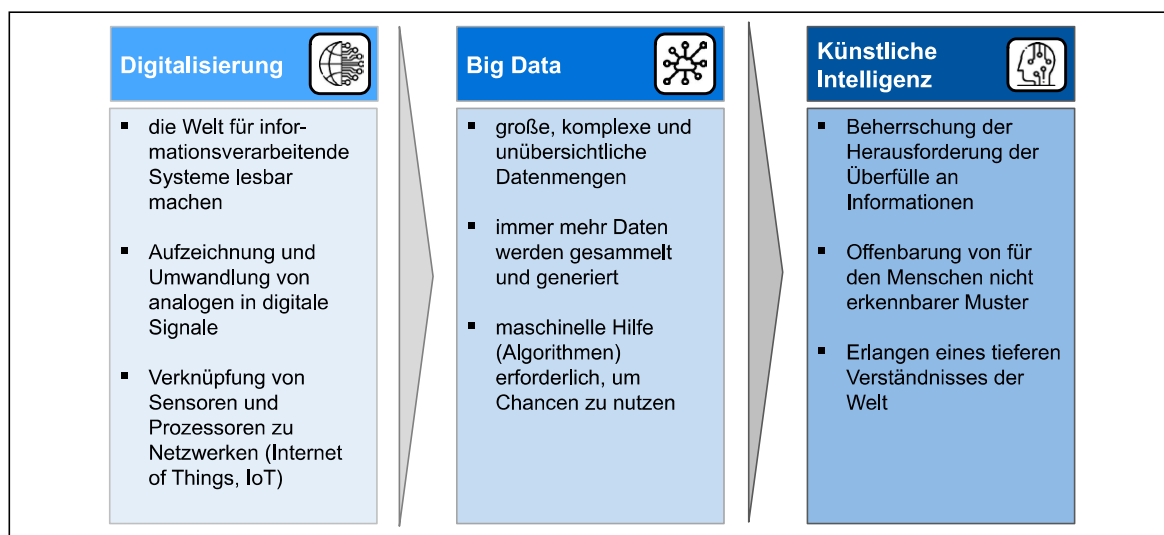 Digitalisierung
die Welt für infor-
mationsverarbeitende
Systeme lesbar
machen
Aufzeichnung und
Umwandlung von
analogen in digitale
Signale
Verknüpfung von
Sensoren und
Prozessoren zu
Netzwerken (Internet
of Things, IoT)
Big Data
große, komplexe und
unübersichtliche
Datenmengen
immer mehr Daten
werden gesammelt
und generiert
maschinelle Hilfe
(Algorithmen)
erforderlich, um
Chancen zu nutzen
Künstliche
Intelligenz
Beherrschung der
Herausforderung der
Überfülle an
Informationen
Offenbarung von für
den Menschen nicht
erkennbarer Muster
Erlangen eines tieferen
Verständnisses der
Welt